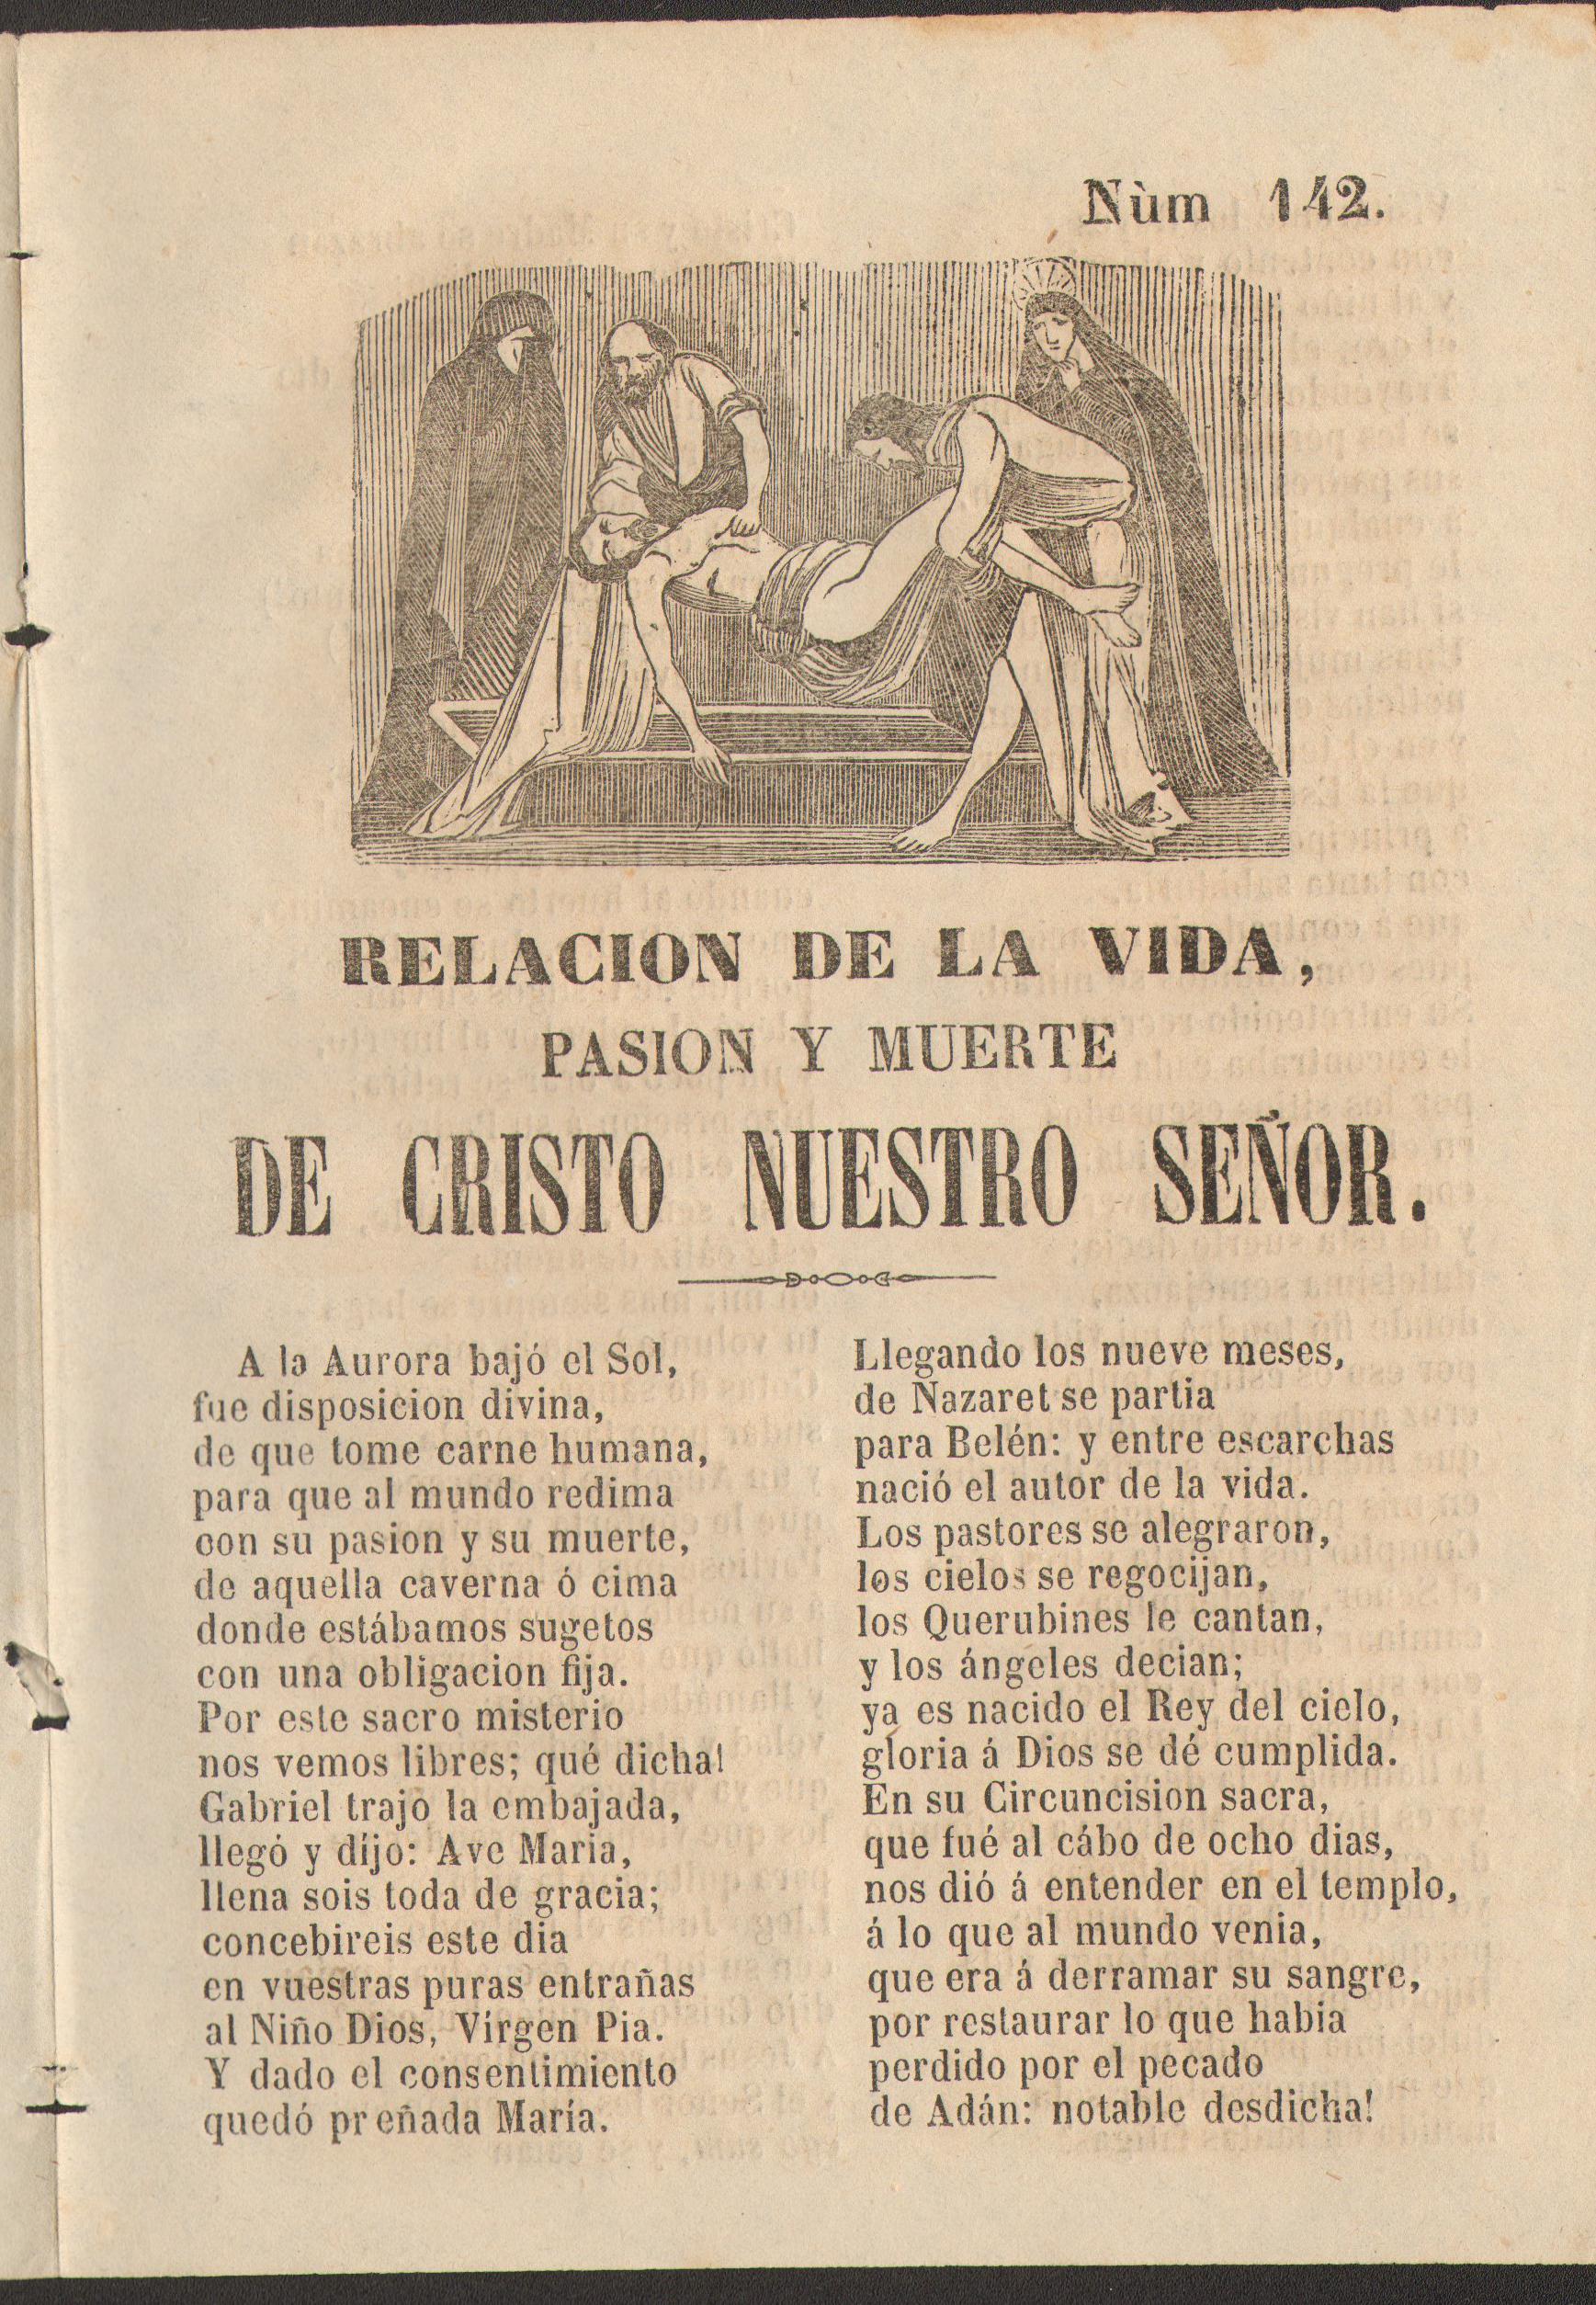 Nùm 142.
RELACION DE LA VIDA,
PASION Y MUERTE
DE CRISTO NUESTRO SEÑOR.
A la Aurora bajó el Sol,
fue disposicion divina,
de que tome carne humana,
para que al mundo redima
con su pasion y su muerte,
de aquella caverna ó cima
donde estábamos sugetos
con una obligacion fija.
Por este sacro misterio
nos vemos libres; qué dicha!
Gabriel trajo la embajada,
llegó y dijo: Ave Maria,
llena sois toda de gracia;
concebireis este dia
en vuestras puras entrañas
al Niño Dios, Vírgen Pia.
Y dado el consentimiento
quedó preñada María.
Llegando los nueve meses,
de Nazaret se partia
para Belén: y entre escarchas
nació el autor de la vida.
Los pastores se alegraron,
los cielos se regocijan,
los Querubines le cantan,
y los ángeles decian;
ya es nacido el Rey del cielo,
gloria á Dios se dé cumplida.
En su Circuncision sacra,
que fué al cábo de ocho dias,
nos dió á entender en el templo,
á lo que al mundo venia,
que era á derramar su sangre,
por restaurar lo que habia
perdido por el pecado
de Adán: notable desdicha!